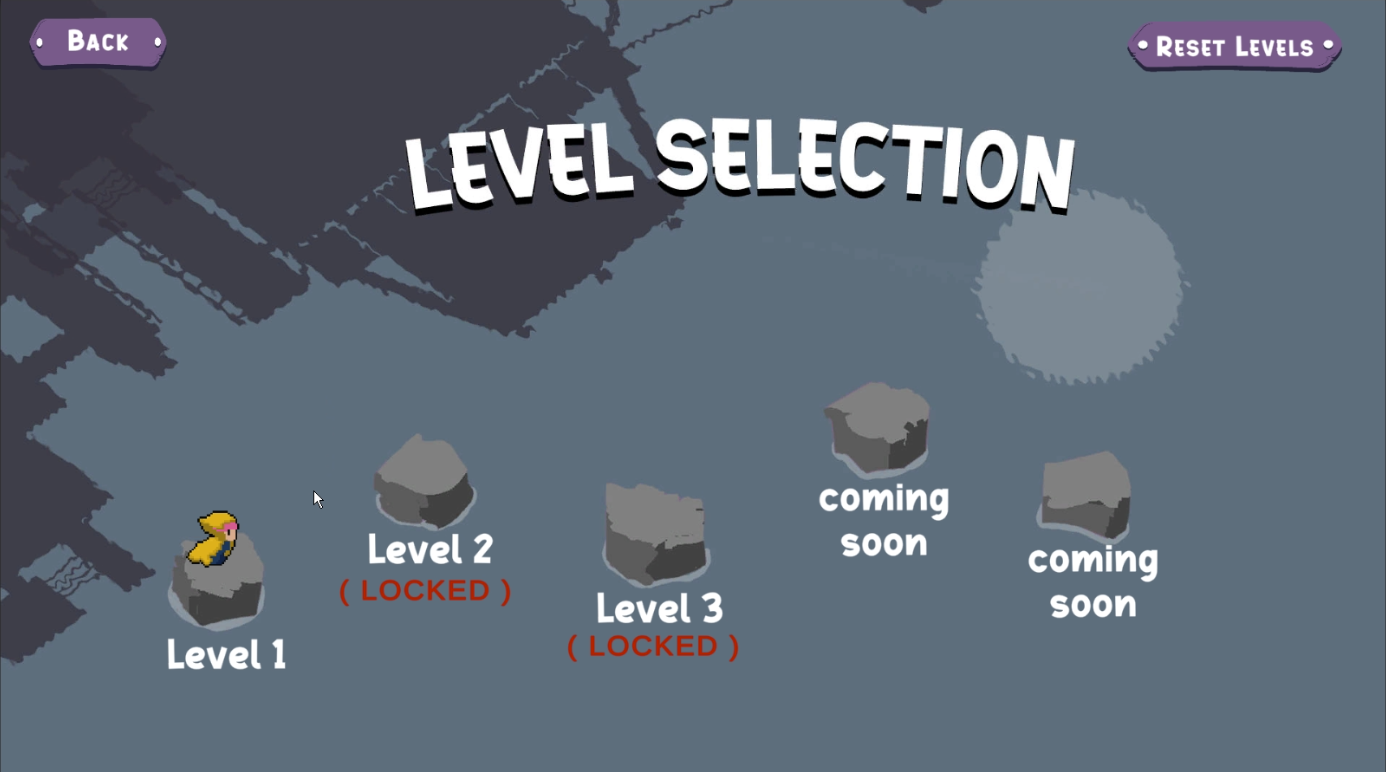 BACK
RESET LEVELS
LEVEL SELECTION
coming
soon
Level 2
( LOCKED )
coming
soon
Level 3
( LOCKED )
Level 1